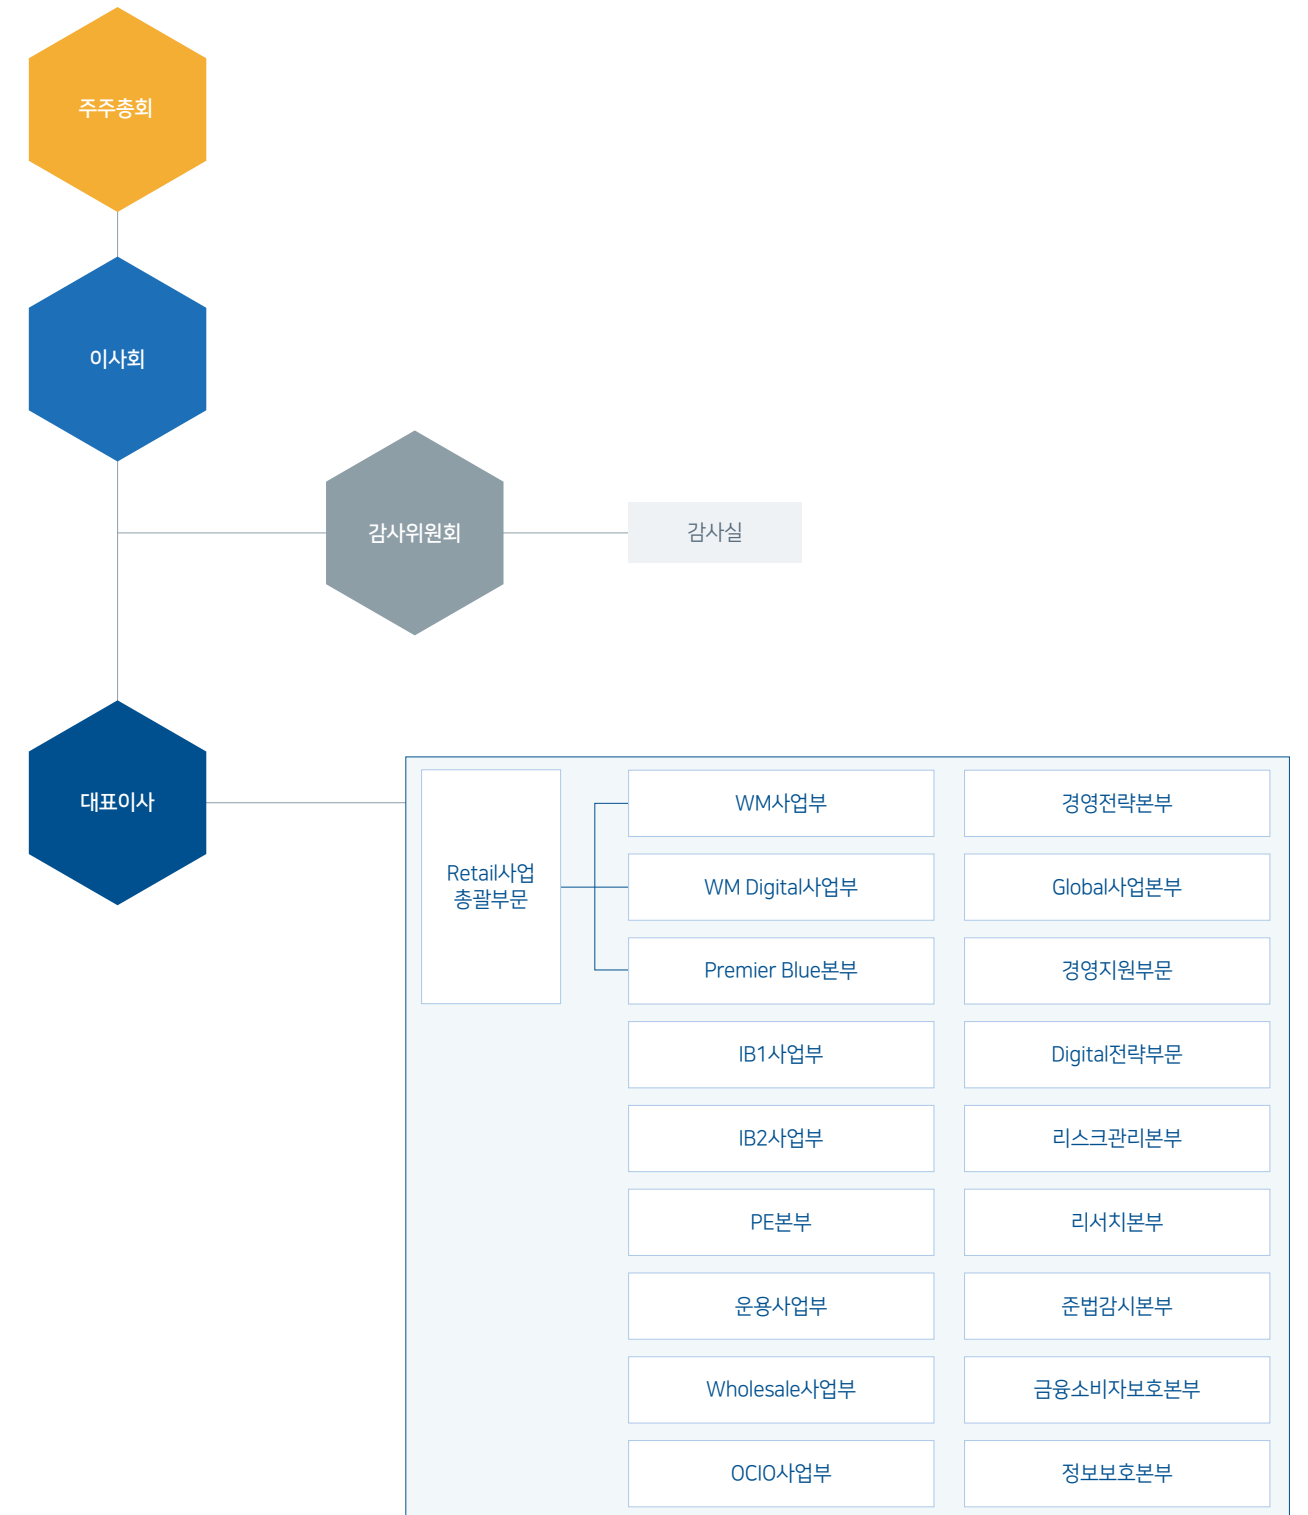 주주총회
이사회
감사위원회
감사실
대표이사
Retail사업
총괄부문
WM사업부
경영전략본부
WM Digital사업부
Global사업본부
Premier Blue본부
경영지원부문
IB1사업부
Digital전략부문
IB2사업부
리스크관리본부
PE본부
리서치본부
운용사업부
준법감시본부
Wholesale사업부
금융소비자보호본부
OCIO사업부
정보보호본부